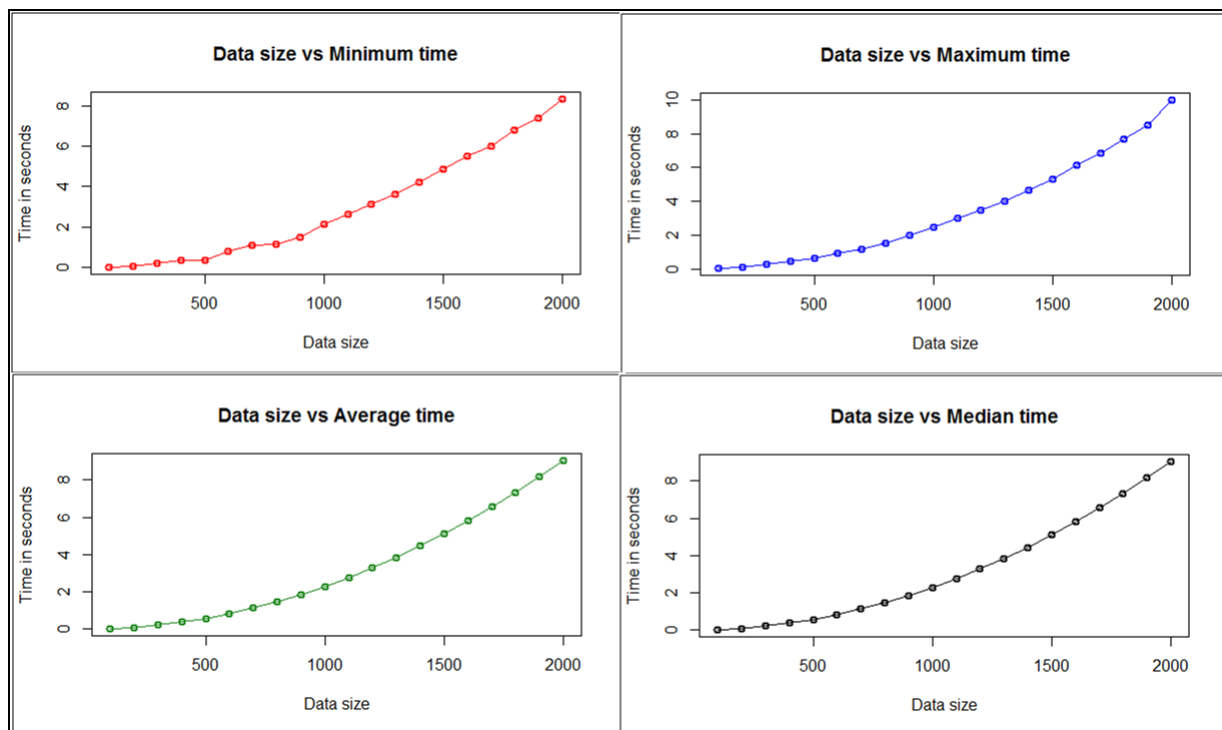 Data size vs Minimum time
Time in seconds
8
6
4
2
0
500 1000 1500 2000
Data size
Data size vs Maximum time
Time in seconds
10
8
6
4
2
0
500 1000 1500 2000
Data size
Data size vs Average time
Time in seconds
8
6
4
2
0
500 1000 1500 2000
Data size
Data size vs Median time
Time in seconds
8
6
4
2
0
500 1000 1500 2000
Data size